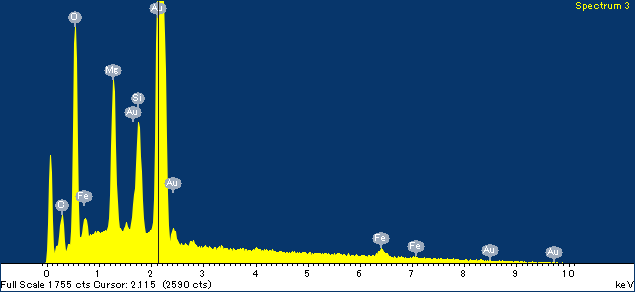 Spectrum 3
Au
O
Mg
Si
Au
Au
Fe
O
Fe
Fe
Au
Au
0 1 2 3 4 5 6 7 8 9 10
Full Scale 1755 cts Cursor: 2.115 (2590 cts) keV